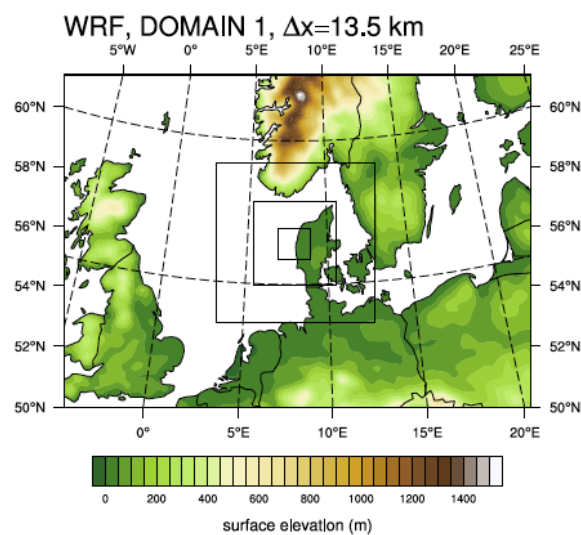 WRF, DOMAIN 1, Δx=13.5 km
5°W 0° 5°E 10°E 15°E 20°E 25°E
60°N 60°N
58°N 58°N
56°N 56°N
54°N 54°N
52°N 52°N
50°N 50°N
0° 5°E 10°E 15°E 20°E
0 200 400 600 800 1000 1200 1400
surface elevation (m)